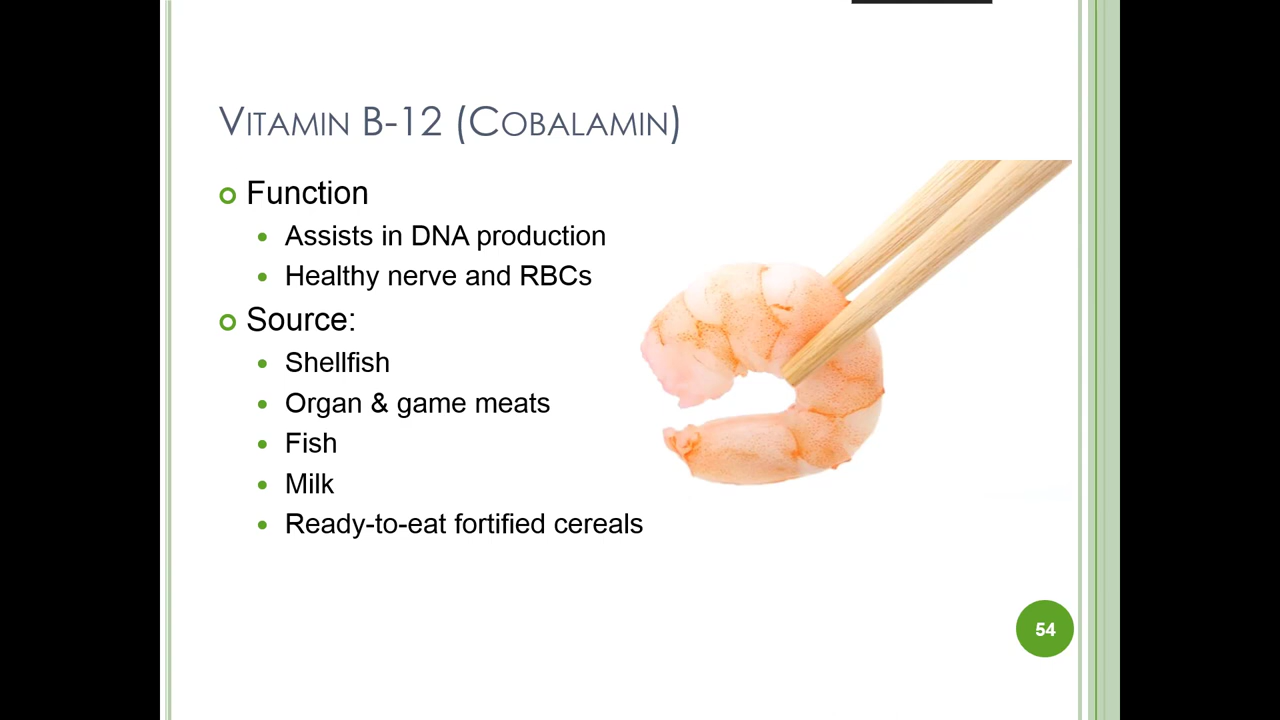 Vitamin B-12 (Cobalamin)
Function
Assists in DNA production
Healthy nerve and RBCs
Source:
Shellfish
Organ & game meats
Fish
Milk
Ready-to-eat fortified cereals
54